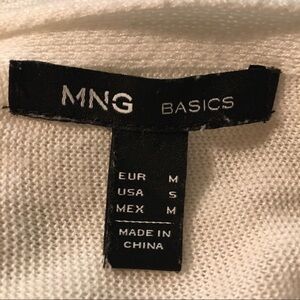 MNG BASICS
EUR M
USA S
MEX M
MADE IN
CHINA